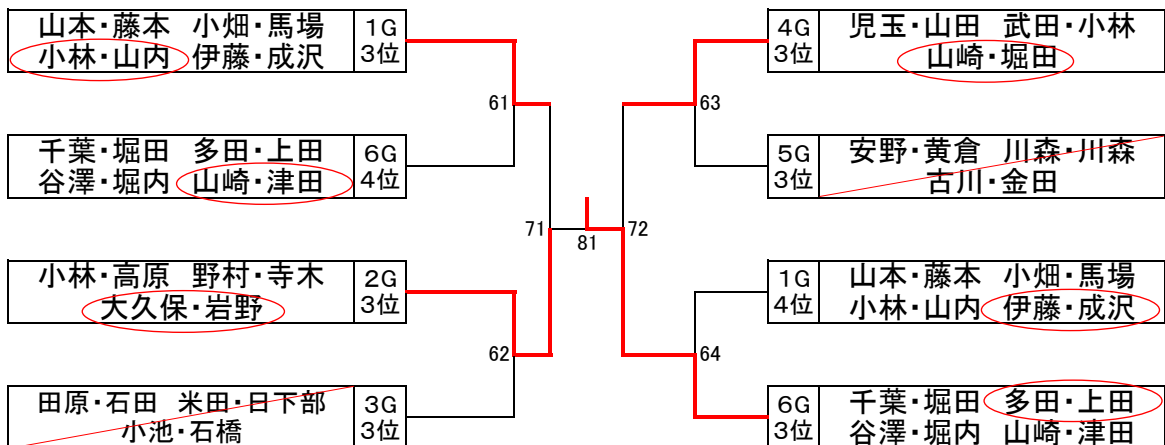 山本・藤本 小畑・馬場 1G
小林・山内 伊藤・成沢 3位
61
千葉・堀田 多田・上田 6G
谷澤・堀内 山崎・津田 4位
71
小林・高原 野村・寺木 2G
大久保・岩野 3位
62
田原・石田 米田・日下部 3G
小池・石橋 3位
81
4G 児玉・山田 武田・小林
3位 山崎・堀田
63
5G 安野・黄倉 川森・川森
3位 古川・金田
72
1G 山本・藤本 小畑・馬場
4位 小林・山内 伊藤・成沢
64
6G 千葉・堀田 多田・上田
3位 谷澤・堀内 山崎・津田